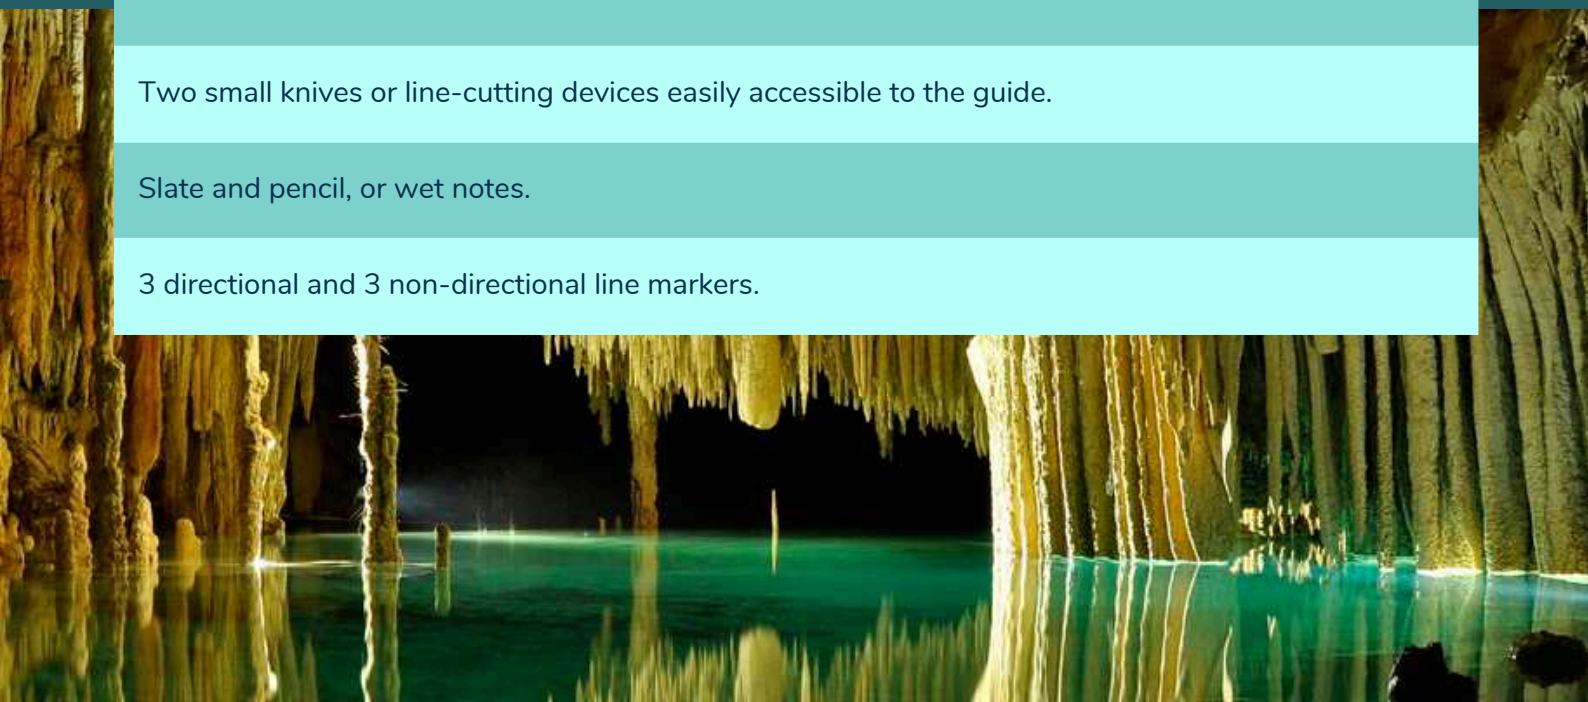 Two small knives or line-cutting devices easily accessible to the guide.
Slate and pencil, or wet notes.
3 directional and 3 non-directional line markers.